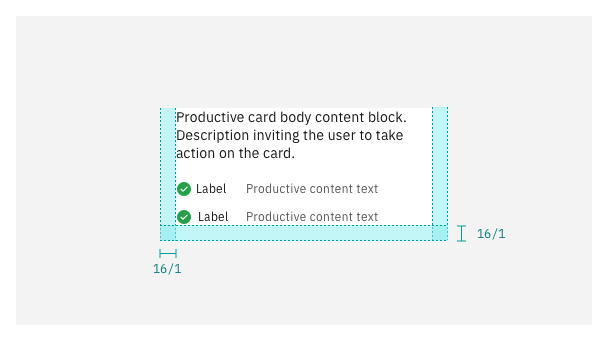 Productive card body content block.
Description inviting the user to take
action on the card.
Label Productive content text
Label Productive content text
16/1
16/1